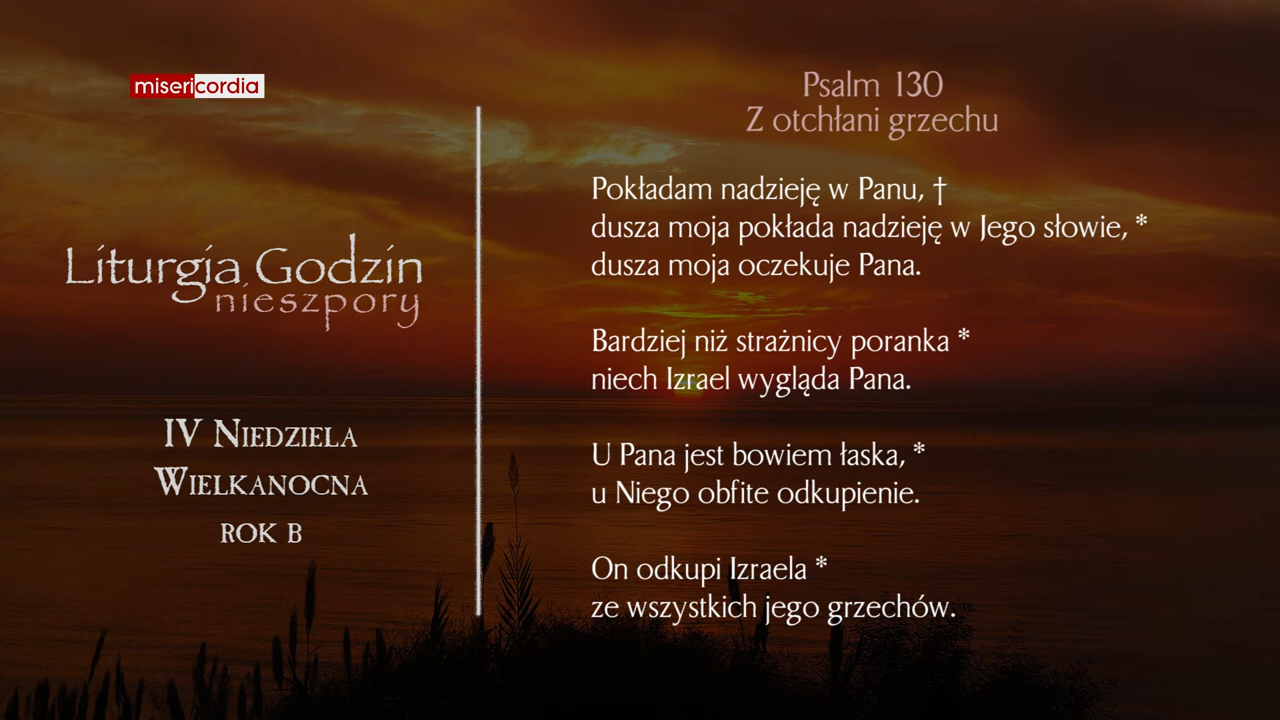 misericordia
Liturgia Godzin
nieszpory
IV Niedziela
Wielkanocna
rok B
Psalm 130
Z otchłani grzechu
Pokładam nadzieję w Panu, †
dusza moja pokłada nadzieję w Jego słowie, *
dusza moja oczekuje Pana.
Bardziej niż strażnicy poranka *
niech Izrael wygląda Pana.
U Pana jest bowiem łaska, *
u Niego obfite odkupienie.
On odkupi Izraela *
ze wszystkich jego grzechów.